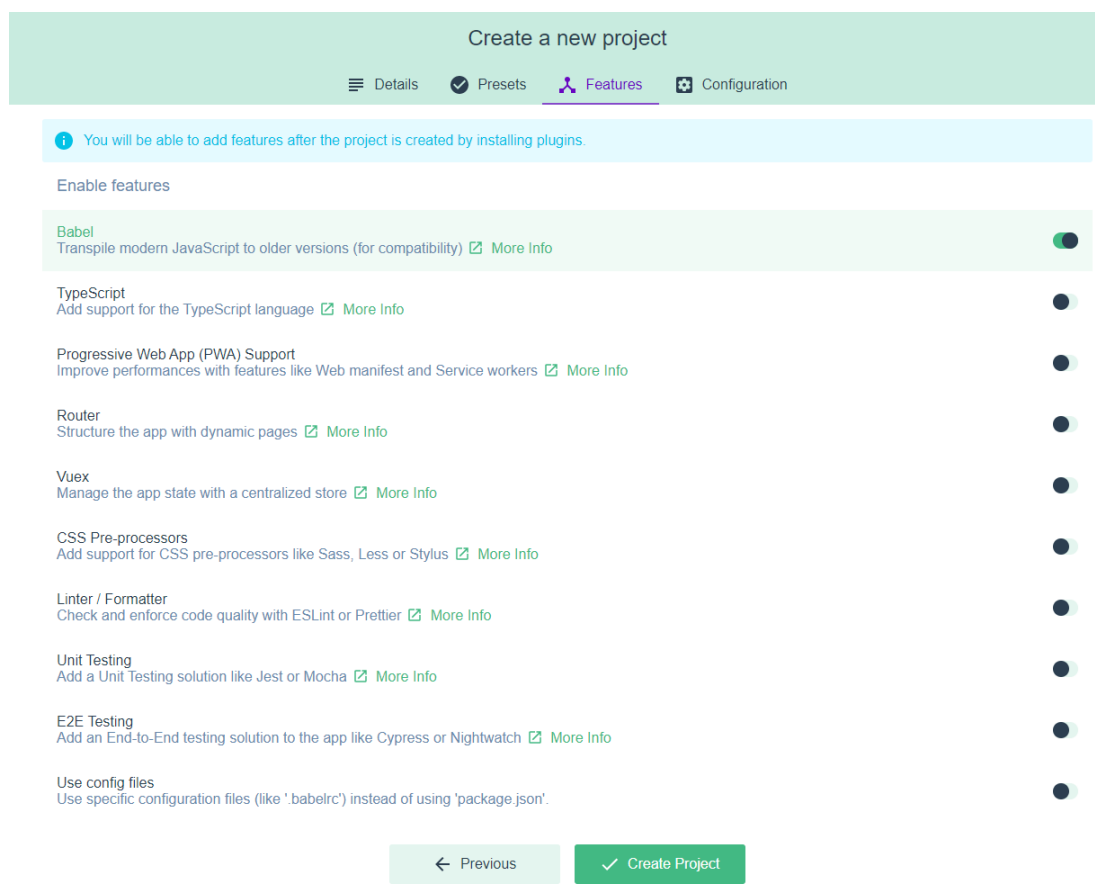 Create a new project
Details Presets Features Configuration
You will be able to add features after the project is created by installing plugins.
Enable features
Babel
Transpile modern JavaScript to older versions (for compatibility) More Info
TypeScript
Add support for the TypeScript language More Info
Progressive Web App (PWA) Support
Improve performances with features like Web manifest and Service workers More Info
Router
Structure the app with dynamic pages More Info
Vuex
Manage the app state with a centralized store More Info
CSS Pre-processors
Add support for CSS pre-processors like Sass, Less or Stylus More Info
Linter / Formatter
Check and enforce code quality with ESLint or Prettier More Info
Unit Testing
Add a Unit Testing solution like Jest or Mocha More Info
E2E Testing
Add an End-to-End testing solution to the app like Cypress or Nightwatch More Info
Use config files
Use specific configuration files (like '.babelrc') instead of using 'package.json'.
Previous Create Project